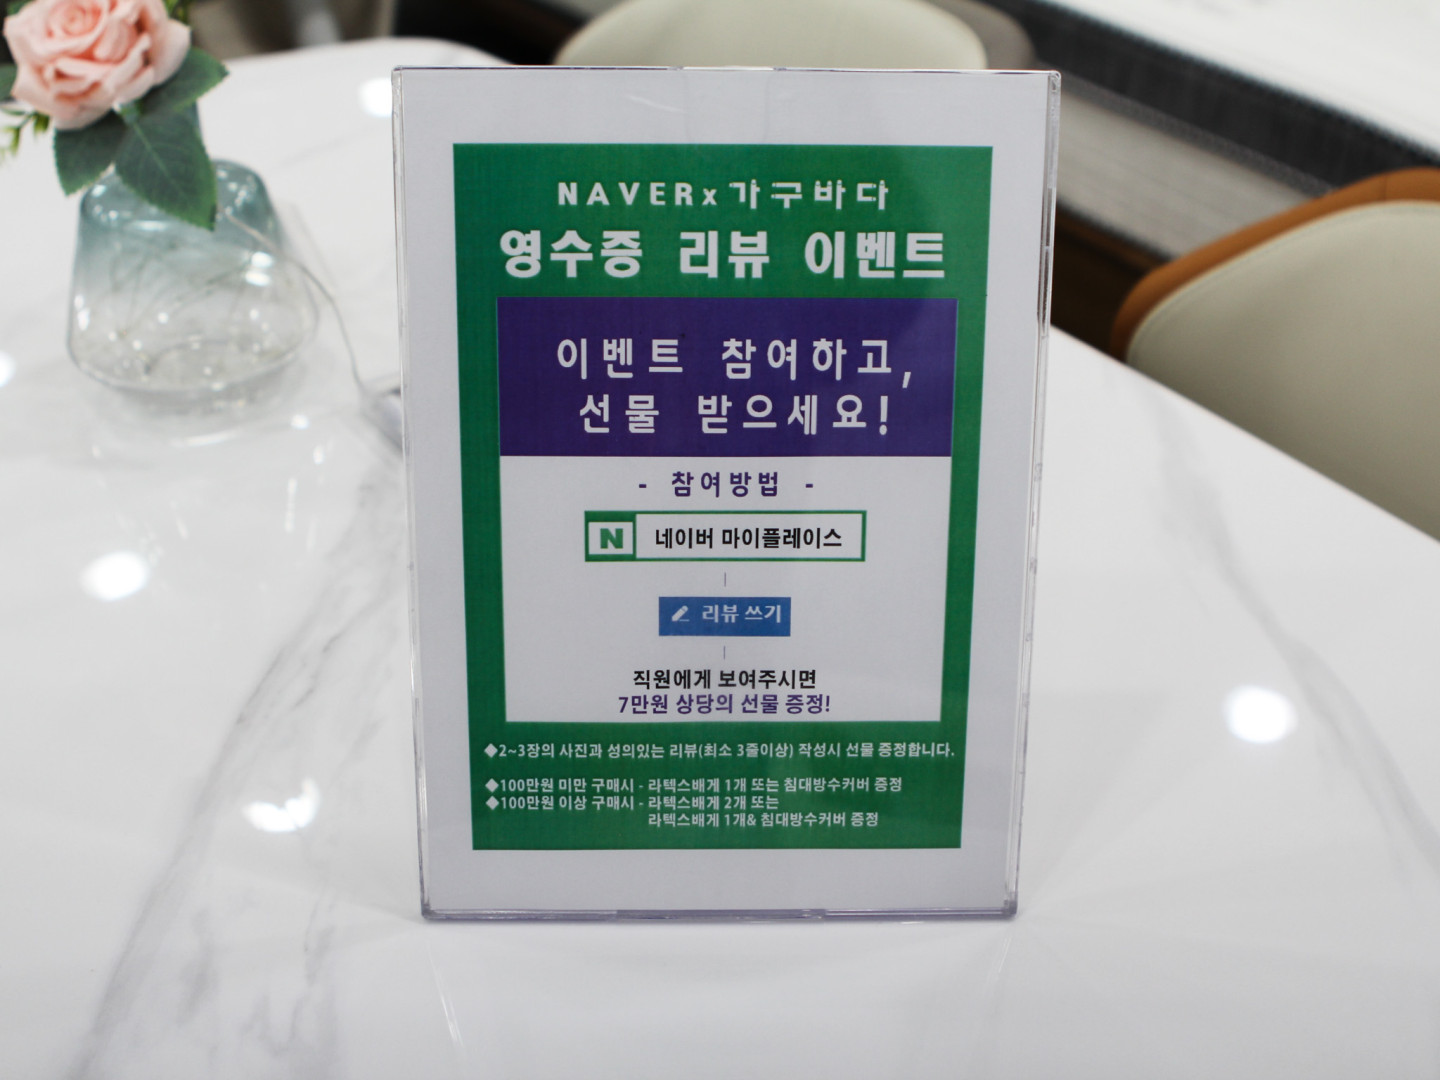 NAVERx가구바다
영수증 리뷰 이벤트
이벤트 참여하고,
선물 받으세요!
- 참여방법 -
N 네이버 마이플레이스
리뷰 쓰기
직원에게 보여주시면
7만원 상당의 선물 증정!
◆2~3장의 사진과 성의있는 리뷰(최소 3줄이상) 작성시 선물 증정합니다.
◆100만원 미만 구매시 - 라텍스배게 1개 또는 침대방수커버 증정
◆100만원 이상 구매시 - 라텍스배게 2개 또는
라텍스배게 1개& 침대방수커버 증정